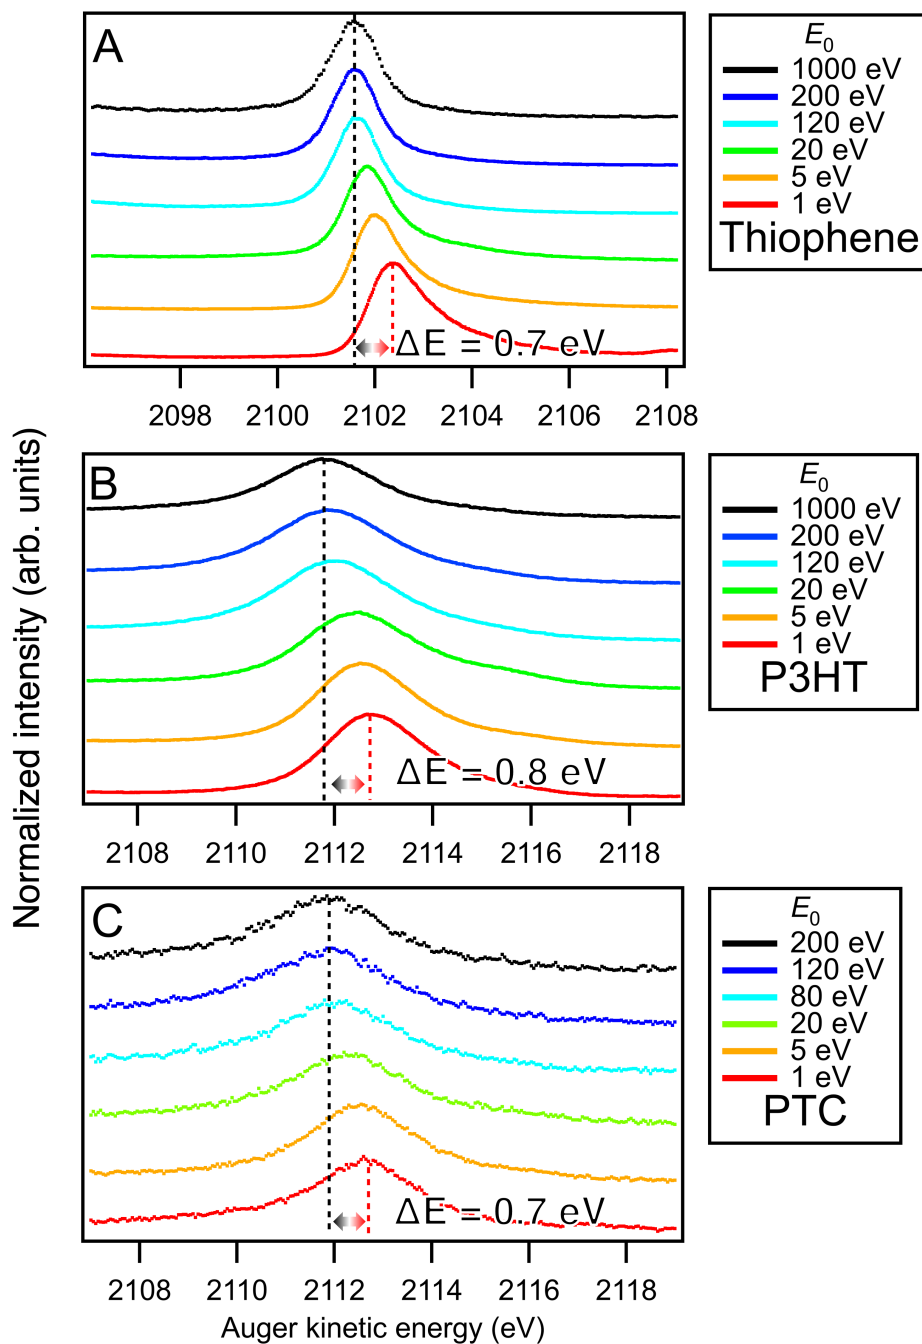 A
E0
1000 eV
200 eV
120 eV
20 eV
5 eV
1 eV
Thiophene
ΔE = 0.7 eV
2098 2100 2102 2104 2106 2108
Normalized intensity (arb. units)
B
E0
1000 eV
200 eV
120 eV
20 eV
5 eV
1 eV
P3HT
ΔE = 0.8 eV
2108 2110 2112 2114 2116 2118
C
E0
200 eV
120 eV
80 eV
20 eV
5 eV
1 eV
PTC
ΔE = 0.7 eV
2108 2110 2112 2114 2116 2118
Auger kinetic energy (eV)